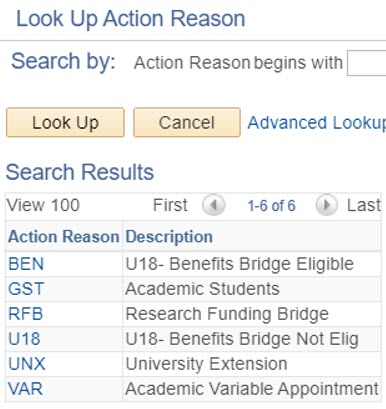 Look Up Action Reason
Search by: Action Reason begins with
Look Up Cancel Advanced Lookup
Search Results
View 100 First 1-6 of 6 Last
Action Reason Description
BEN U18- Benefits Bridge Eligible
GST Academic Students
RFB Research Funding Bridge
U18 U18- Benefits Bridge Not Elig
UNX University Extension
VAR Academic Variable Appointment